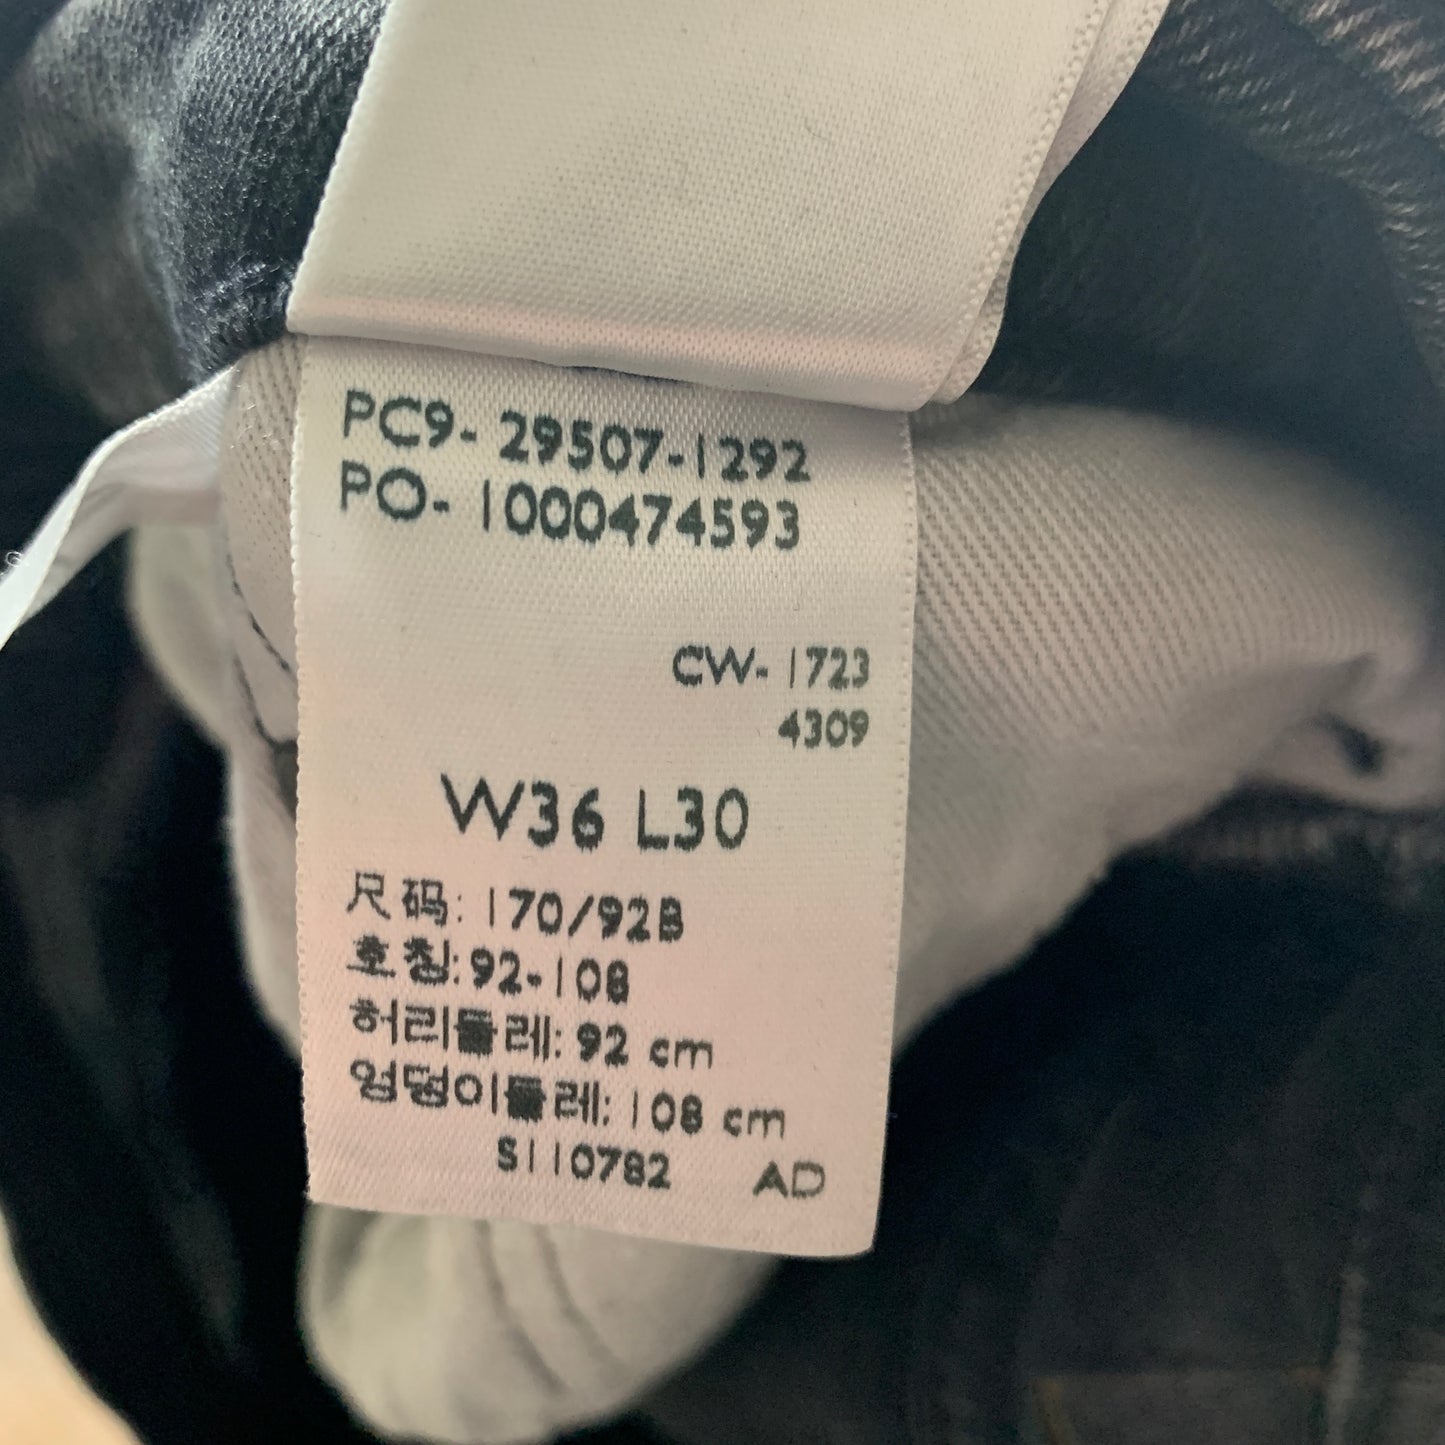 PC9- 29507-1292
PO- 1000474593
CW- 1723
4309
W36 L30
尺码: 170/92B
호칭: 92-108
허리둘레: 92 cm
엉덩이둘레: 108 cm
S110782 AD